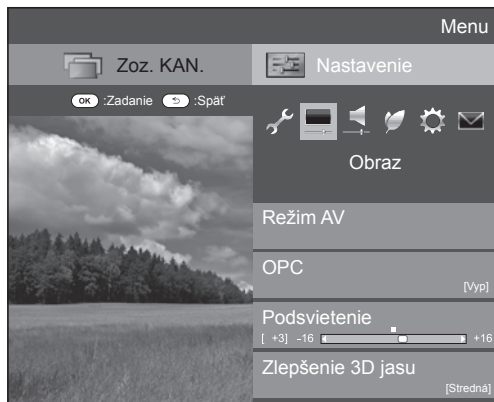 Menu
Zoz. KAN.
Nastavenie
OK :Zadanie :Späť
Obraz
Režim AV
OPC
[Vyp]
Podsvietenie
[ +3] -16 +16
Zlepšenie 3D jasu
[Stredná]